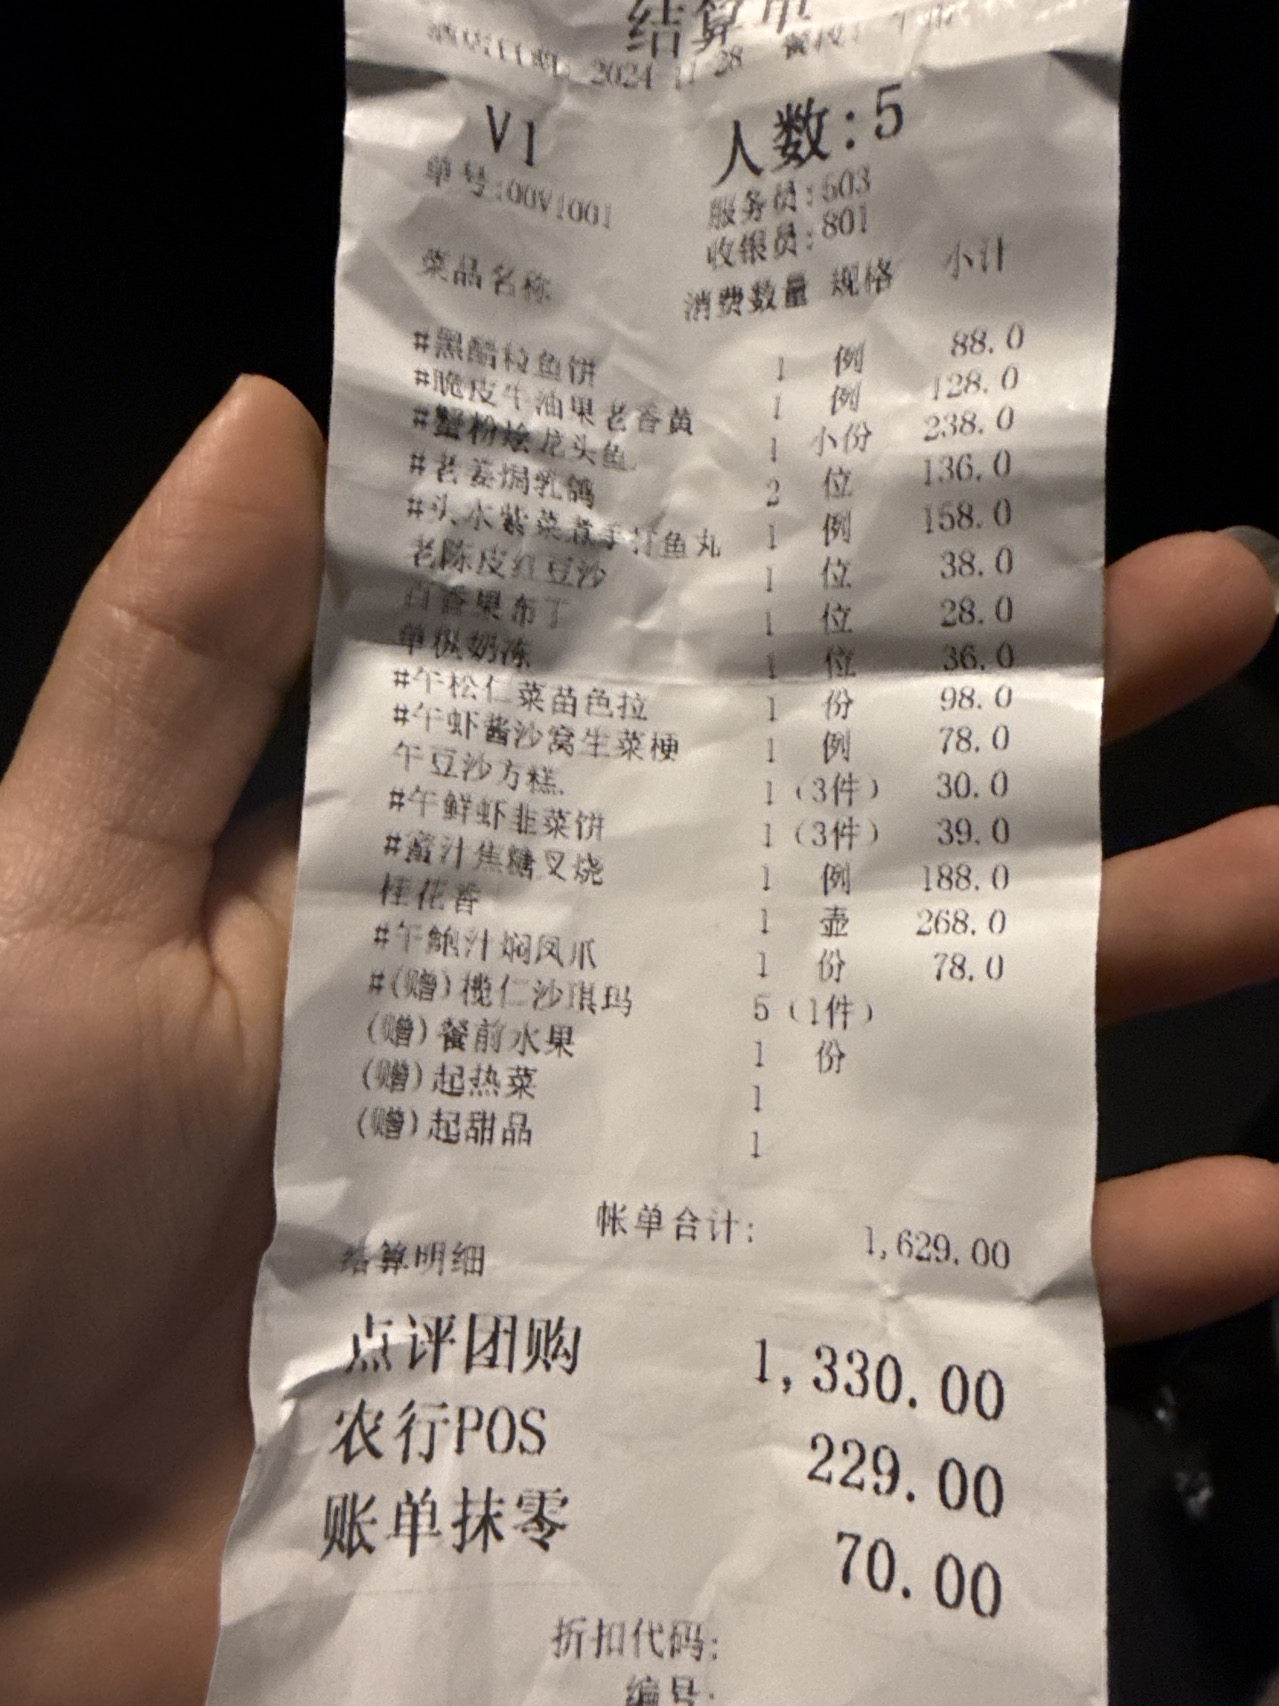 结算单
酒店日期: 2024 11 28 餐段: 午市
V1 人数:5
单号:00V1001 服务员:503
收银员:801
菜品名称 消费数量 规格 小计
#黑醋粒鱼饼 1 例 88.0
#脆皮牛油果老香黄 1 例 128.0
#蟹粉烩龙头鱼 1 小份 238.0
#老姜焗乳鸽 2 位 136.0
#头水紫菜煮手打鱼丸 1 例 158.0
老陈皮红豆沙 1 位 38.0
百香果布丁 1 位 28.0
单枞奶冻 1 位 36.0
#午松仁菜苗色拉 1 份 98.0
#午虾酱沙窝生菜梗 1 例 78.0
午豆沙方糕 1 (3件) 30.0
#午鲜虾韭菜饼 1 (3件) 39.0
#蜜汁焦糖叉烧 1 例 188.0
桂花香 1 壶 268.0
#午鲍汁焖凤爪 1 份 78.0
#(赠)榄仁沙琪玛 5 (1件)
(赠)餐前水果 1 份
(赠)起热菜 1
(赠)起甜品 1
帐单合计: 1,629.00
结算明细
点评团购 1,330.00
农行POS 229.00
账单抹零 70.00
折扣代码:
编号: